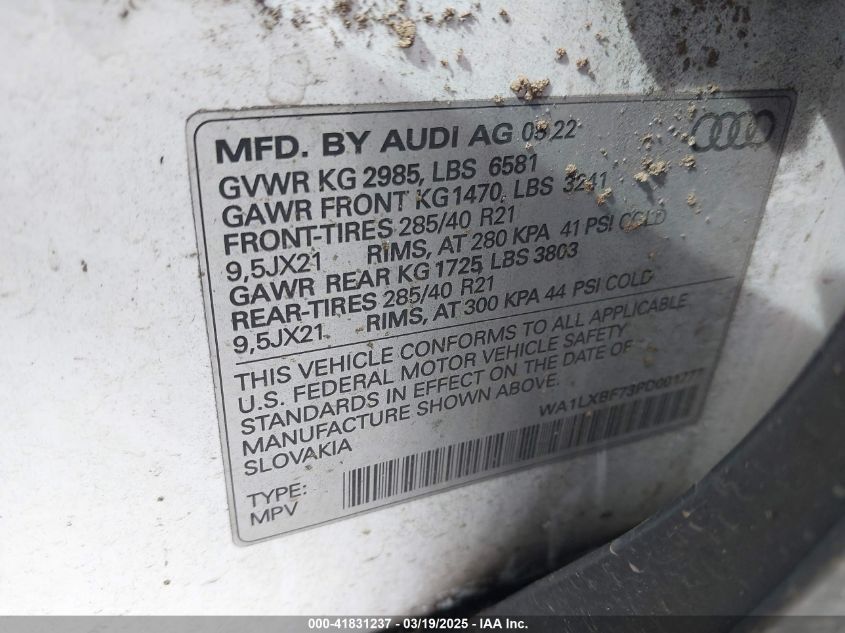 MFD. BY AUDI AG 08.22
GVWR KG 2985, LBS 6581
GAWR FRONT KG1470, LBS 3241
FRONT-TIRES 285/40 R21
9,5JX21 RIMS, AT 280 KPA 41 PSI COLD
GAWR REAR KG 1725 LBS 3803
REAR-TIRES 285/40 R21
9,5JX21 RIMS, AT 300 KPA 44 PSI COLD
THIS VEHICLE CONFORMS TO ALL APPLICABLE
U.S. FEDERAL MOTOR VEHICLE SAFETY
STANDARDS IN EFFECT ON THE DATE OF
MANUFACTURE SHOWN ABOVE.
SLOVAKIA
WA1LXBF73PD001777
TYPE:
MPV
000-41831237 - 03/19/2025 - IAA Inc.